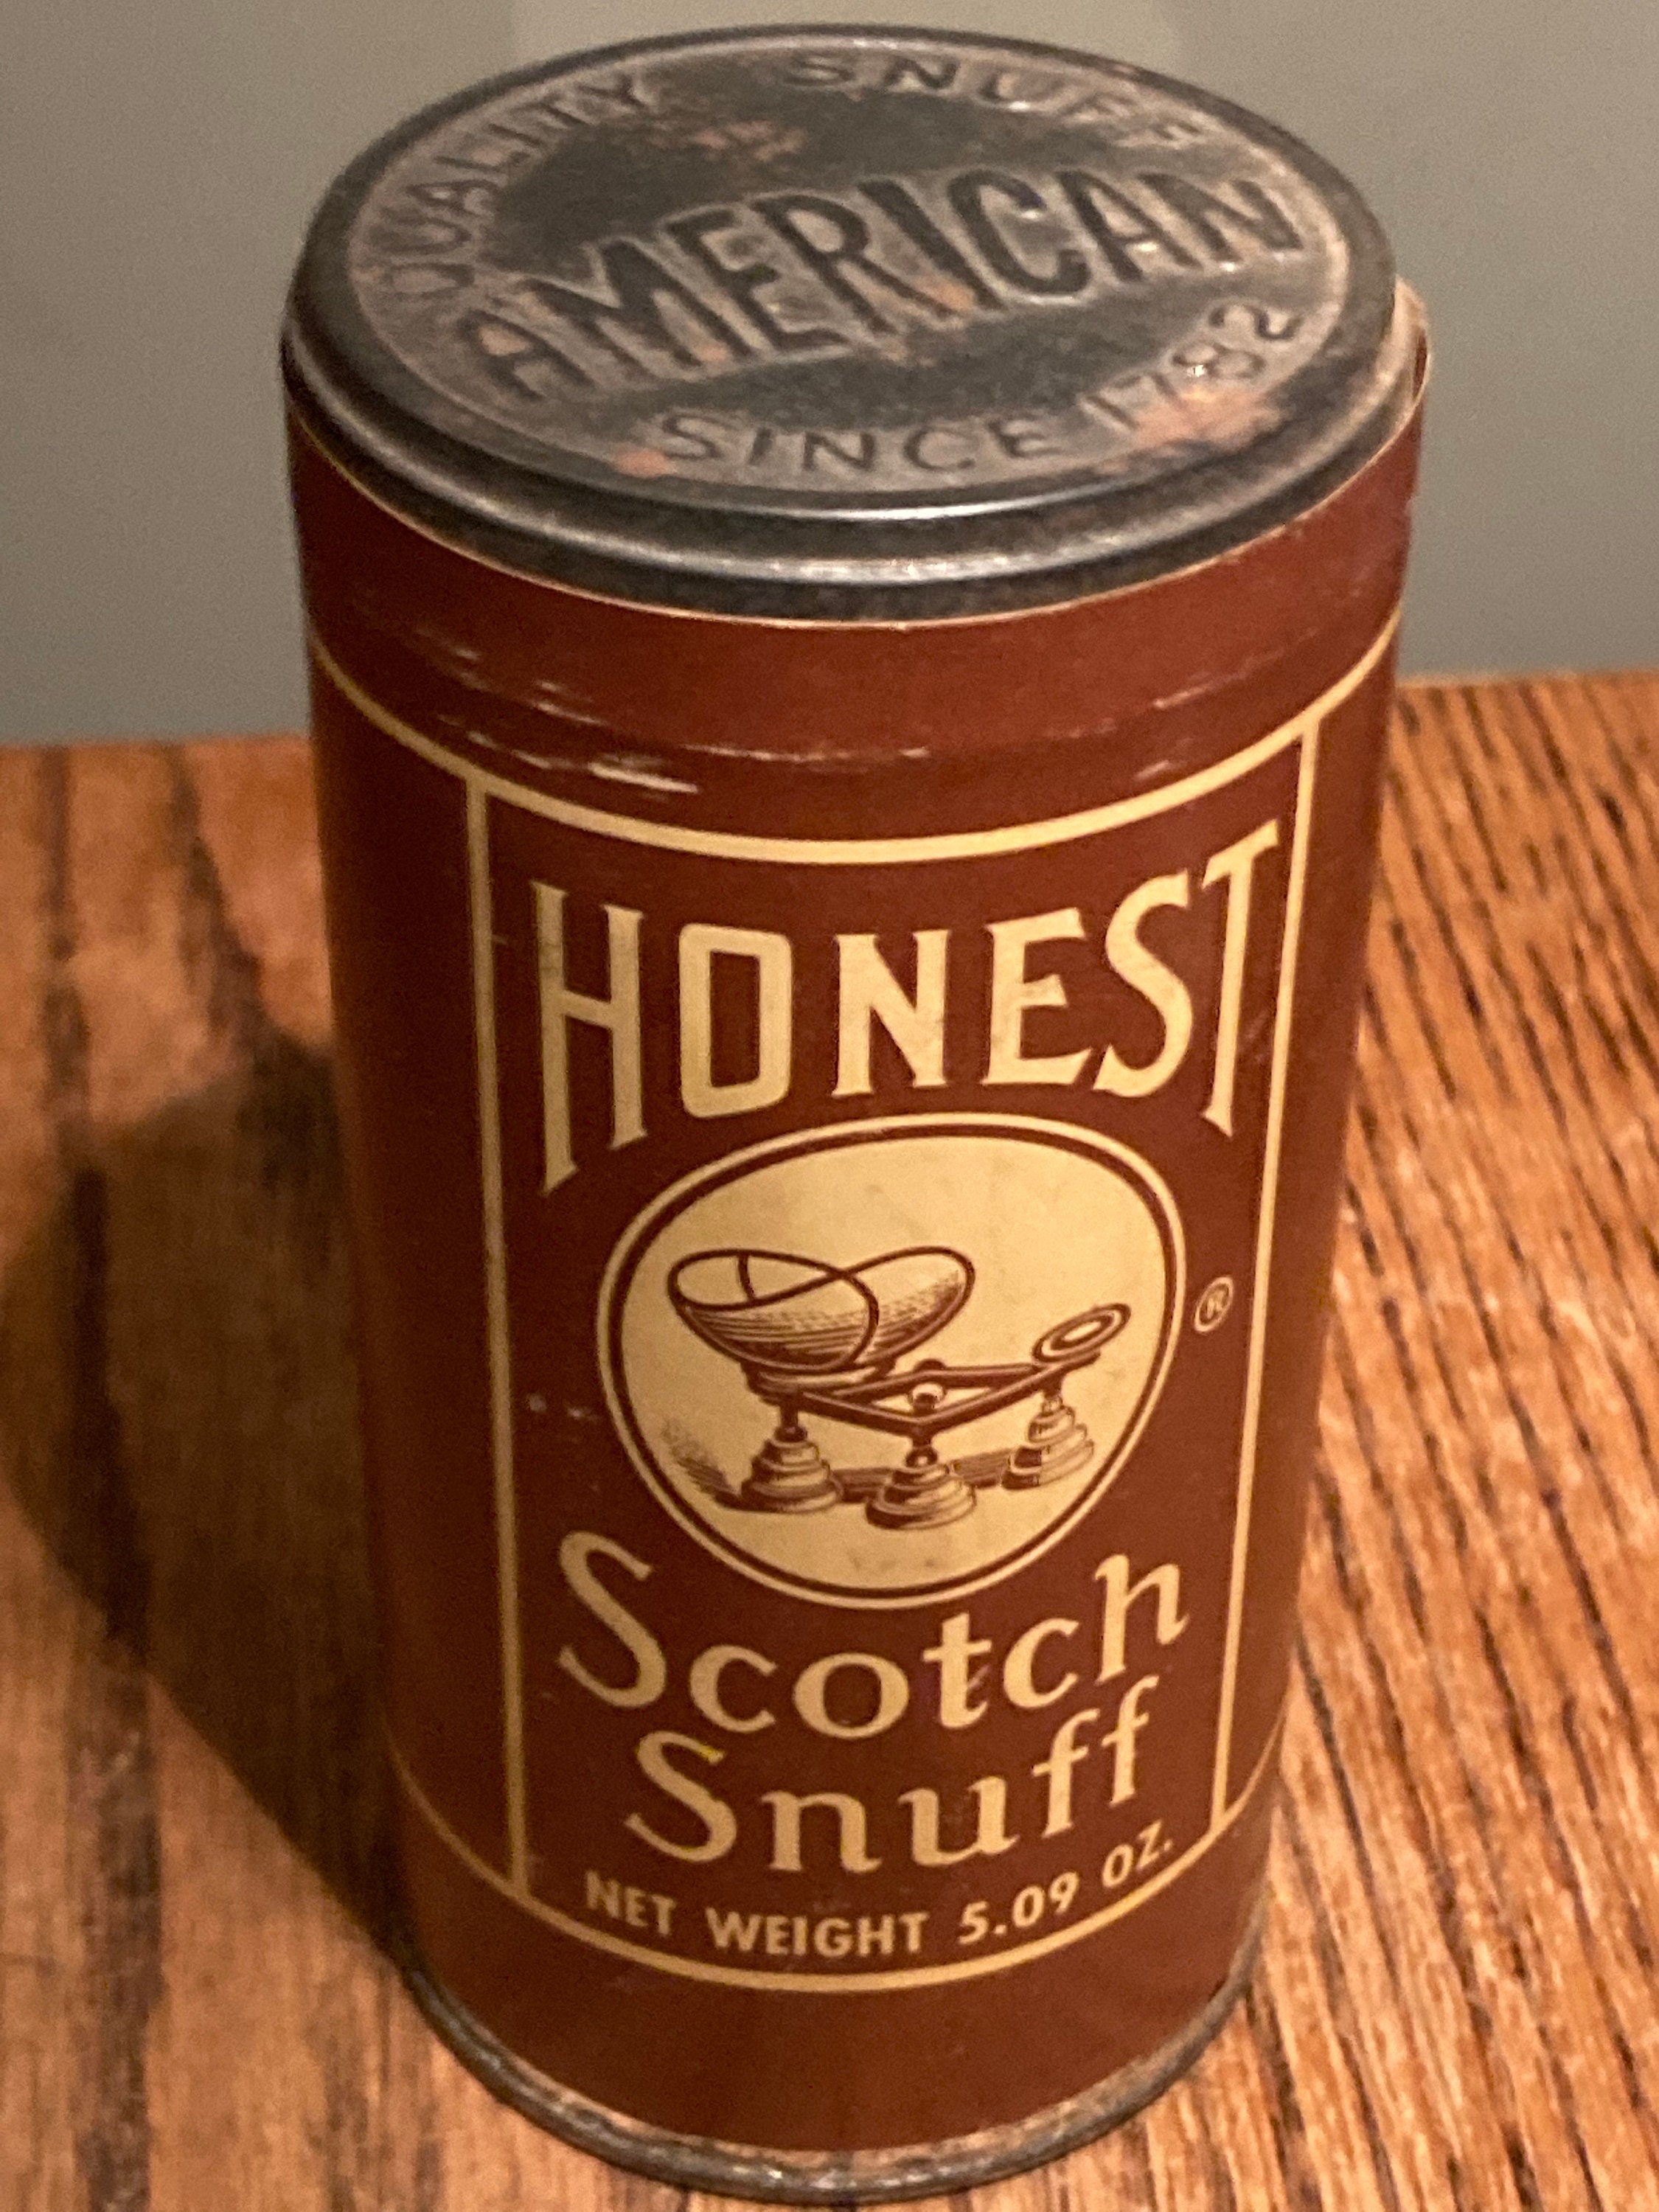 QUALITY SNUFF
AMERICAN
SINCE 1782
HONEST
®
Scotch
Snuff
NET WEIGHT 5.09 OZ.